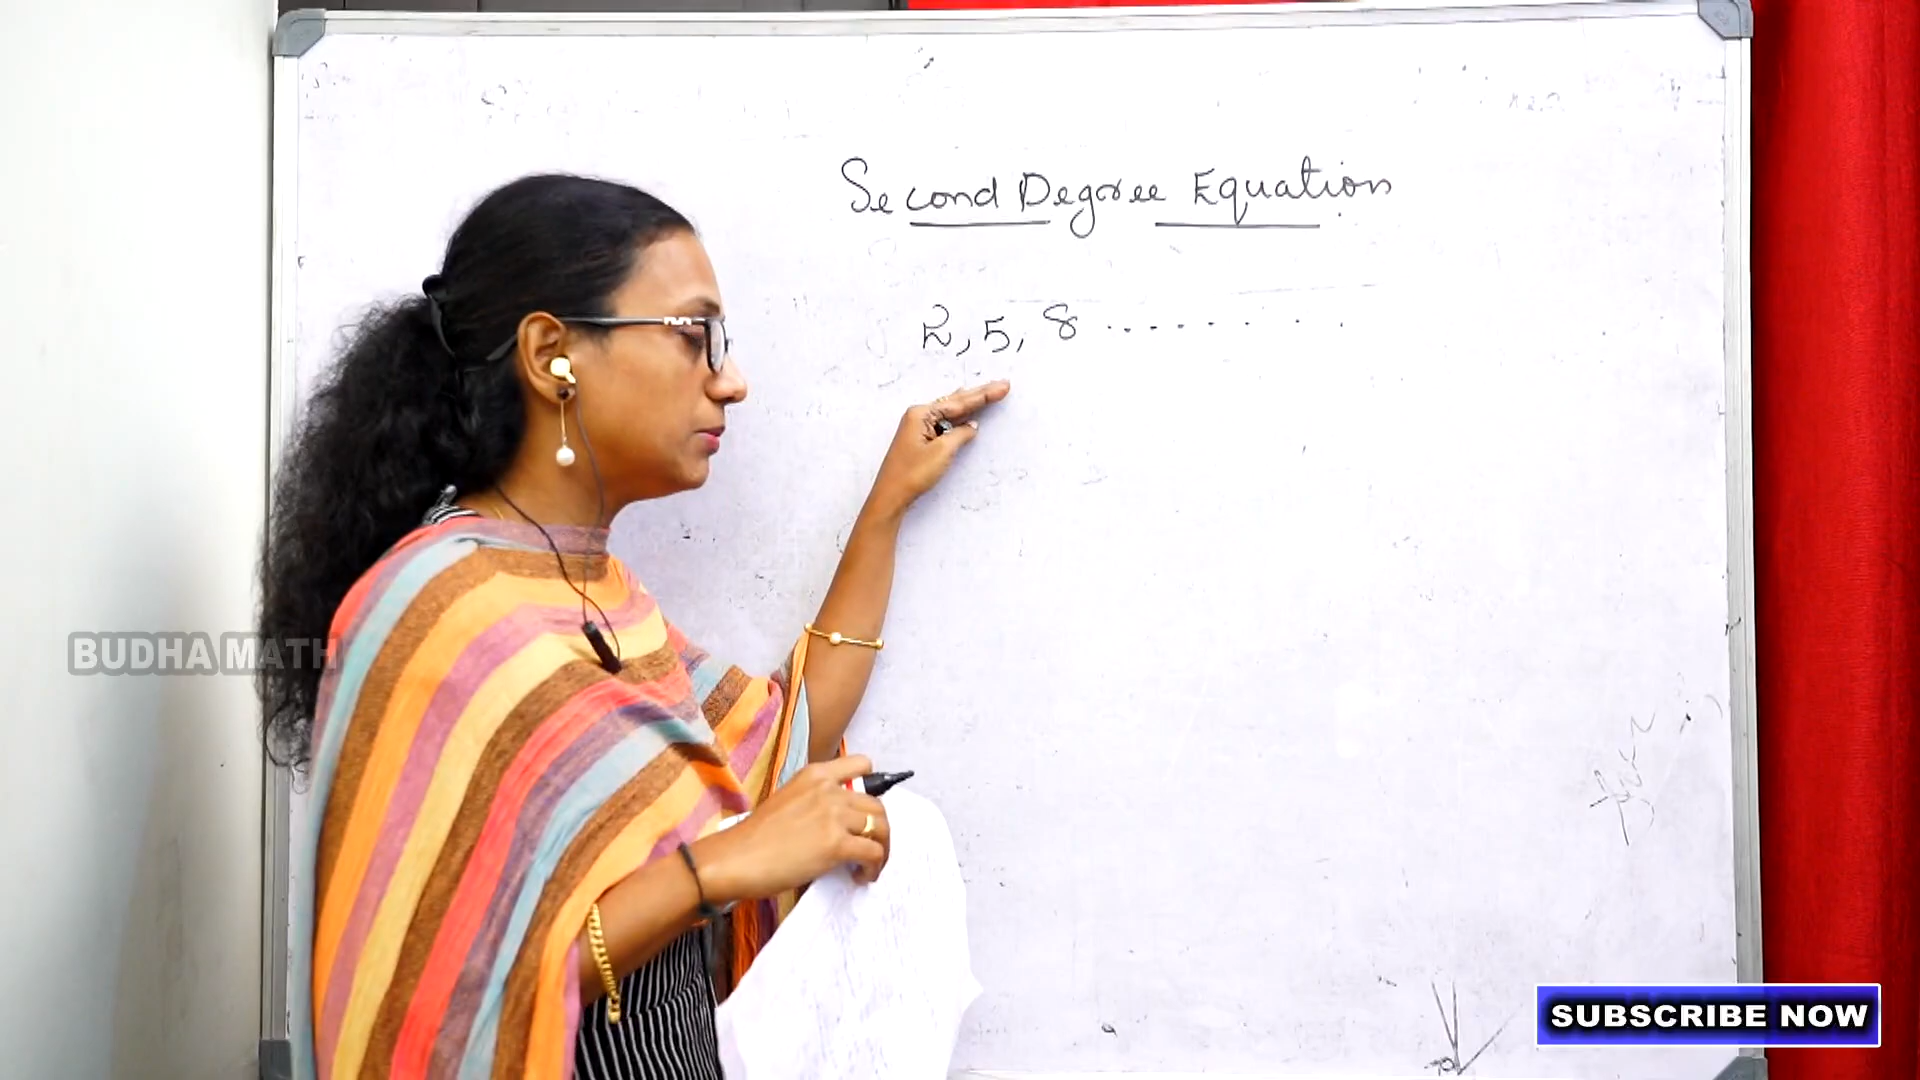 Second Degree Equation
2, 5, 8 .........
BUDHA MATH
SUBSCRIBE NOW